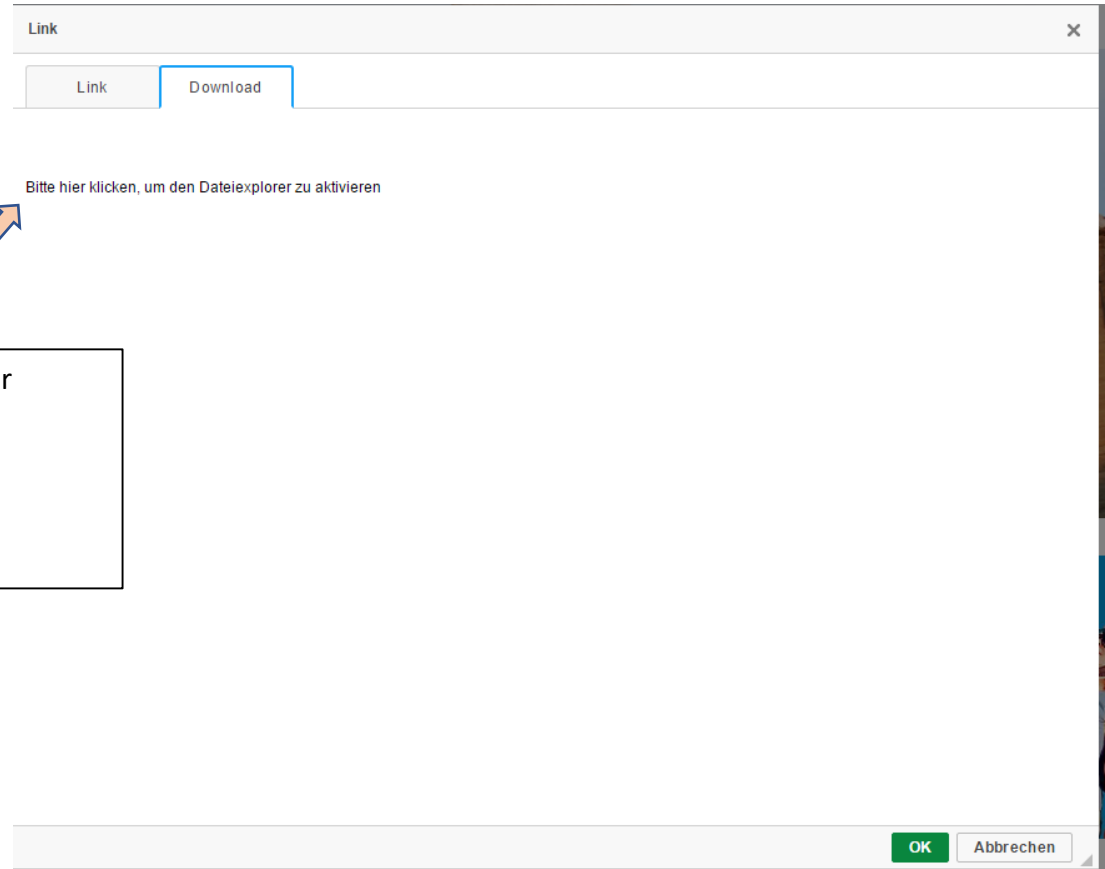 Link
Link
Download
Bitte hier klicken, um den Dateiexplorer zu aktivieren
r
OK
Abbrechen